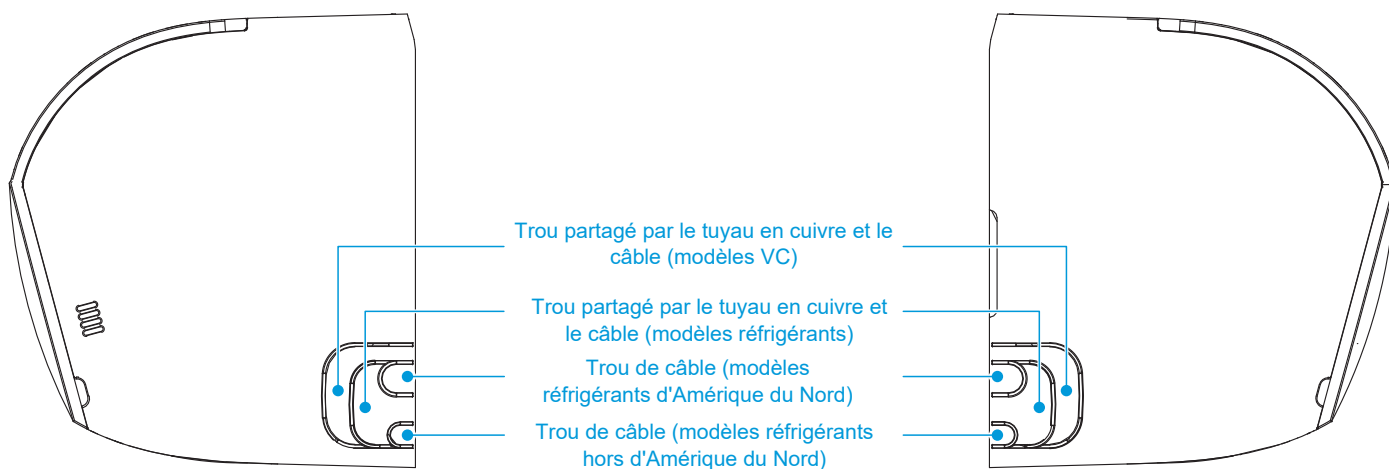 Trou partagé par le tuyau en cuivre et le
câble (modèles VC)
Trou partagé par le tuyau en cuivre et
le câble (modèles réfrigérants)
Trou de câble (modèles
réfrigérants d'Amérique du Nord)
Trou de câble (modèles réfrigérants
hors d'Amérique du Nord)